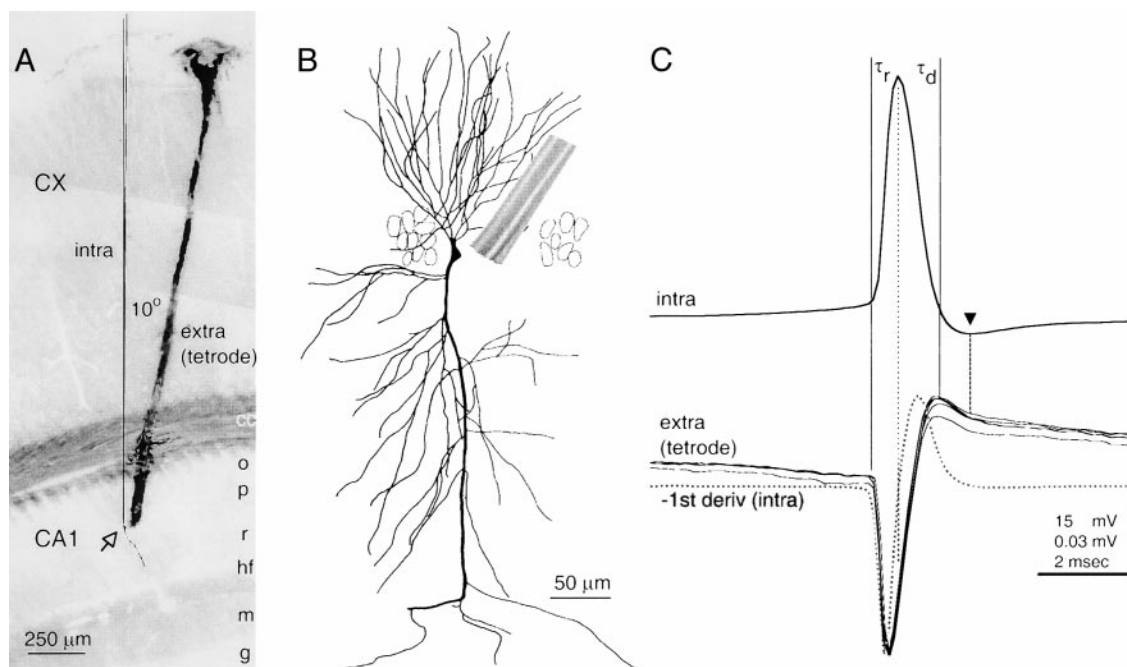 A
CX
intra
10°
extra
(tetrode)
cc
o
p
CA1
r
hf
m
g
250 μm
B
50 μm
C
τr
τd
intra
extra
(tetrode)
-1st deriv (intra)
15 mV
0.03 mV
2 msec